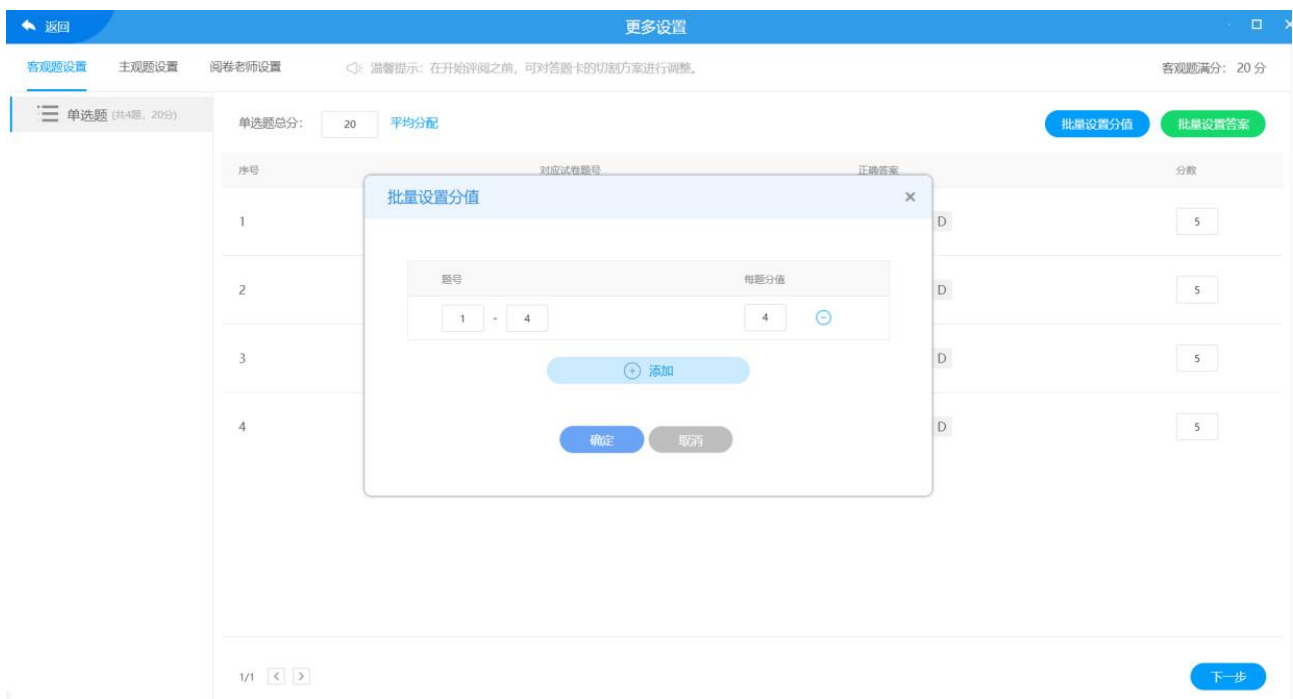 返回
更多设置
客观题设置 主观题设置 阅卷老师设置 温馨提示：在开始评阅之前，可对答题卡的切割方案进行调整。 客观题满分： 20 分
单选题 (共4题，20分)
单选题总分： 20 平均分配 批量设置分值 批量设置答案
序号 对应试卷题号 正确答案 分数
批量设置分值
1 D 5
题号 每题分值
2 D 5
1 - 4 4
3 D 5
添加
4 D 5
确定 取消
1/1 < > 下一步